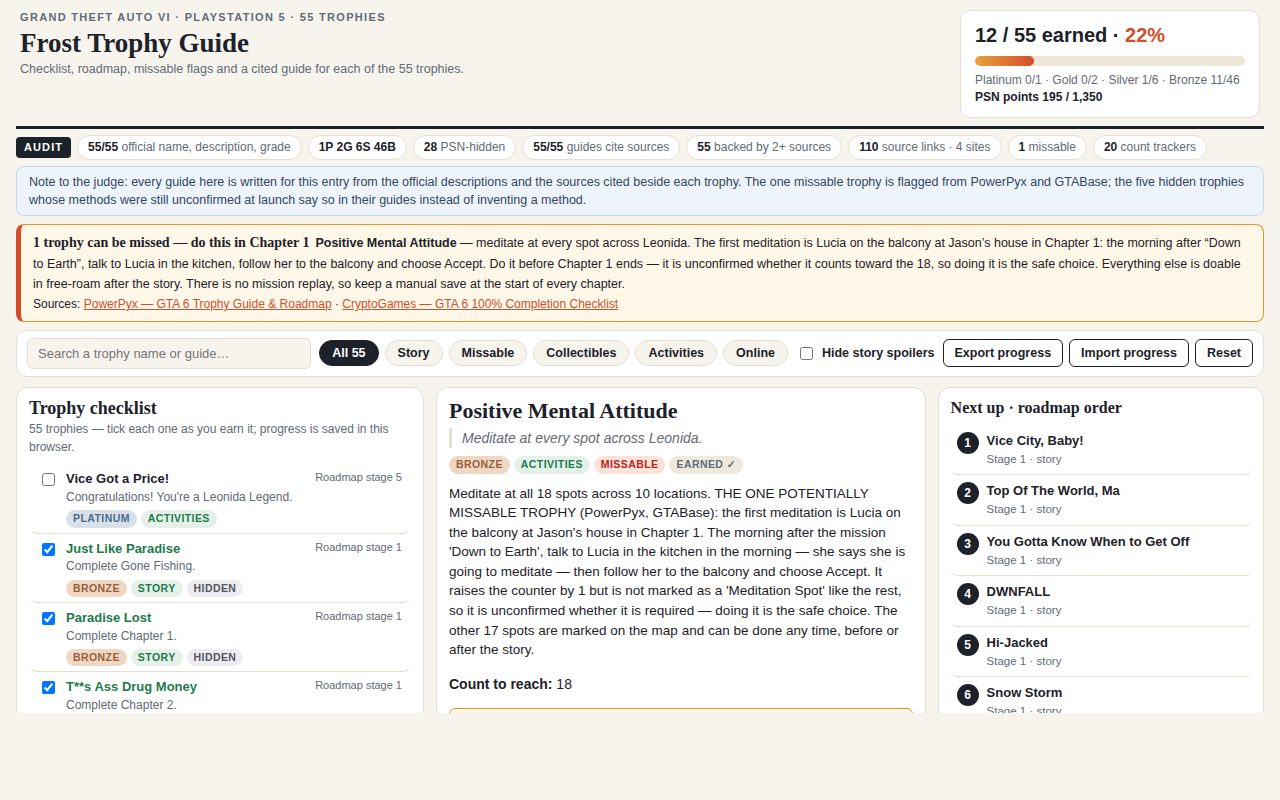 GRAND THEFT AUTO VI · PLAYSTATION 5 · 55 TROPHIES
Frost Trophy Guide
Checklist, roadmap, missable flags and a cited guide for each of the 55 trophies.
12 / 55 earned · 22%
Platinum 0/1 · Gold 0/2 · Silver 1/6 · Bronze 11/46
PSN points 195 / 1,350
AUDIT 55/55 official name, description, grade 1P 2G 6S 46B 28 PSN-hidden 55/55 guides cite sources 55 backed by 2+ sources 110 source links · 4 sites 1 missable 20 count trackers
Note to the judge: every guide here is written for this entry from the official descriptions and the sources cited beside each trophy. The one missable trophy is flagged from PowerPyx and GTABase; the five hidden trophies
whose methods were still unconfirmed at launch say so in their guides instead of inventing a method.
1 trophy can be missed — do this in Chapter 1 Positive Mental Attitude — meditate at every spot across Leonida. The first meditation is Lucia on the balcony at Jason's house in Chapter 1: the morning after “Down
to Earth”, talk to Lucia in the kitchen, follow her to the balcony and choose Accept. Do it before Chapter 1 ends — it is unconfirmed whether it counts toward the 18, so doing it is the safe choice. Everything else is doable
in free-roam after the story. There is no mission replay, so keep a manual save at the start of every chapter.
Sources: PowerPyx — GTA 6 Trophy Guide & Roadmap · CryptoGames — GTA 6 100% Completion Checklist
Search a trophy name or guide… All 55 Story Missable Collectibles Activities Online Hide story spoilers Export progress Import progress Reset
Trophy checklist
55 trophies — tick each one as you earn it; progress is saved in this
browser.
Vice Got a Price! Roadmap stage 5
Congratulations! You're a Leonida Legend.
PLATINUM ACTIVITIES
Just Like Paradise Roadmap stage 1
Complete Gone Fishing.
BRONZE STORY HIDDEN
Paradise Lost Roadmap stage 1
Complete Chapter 1.
BRONZE STORY HIDDEN
T**s Ass Drug Money Roadmap stage 1
Complete Chapter 2.
Positive Mental Attitude
Meditate at every spot across Leonida.
BRONZE ACTIVITIES MISSABLE EARNED ✓
Meditate at all 18 spots across 10 locations. THE ONE POTENTIALLY
MISSABLE TROPHY (PowerPyx, GTABase): the first meditation is Lucia on
the balcony at Jason's house in Chapter 1. The morning after the mission
'Down to Earth', talk to Lucia in the kitchen in the morning — she says she is
going to meditate — then follow her to the balcony and choose Accept. It
raises the counter by 1 but is not marked as a 'Meditation Spot' like the rest,
so it is unconfirmed whether it is required — doing it is the safe choice. The
other 17 spots are marked on the map and can be done any time, before or
after the story.
Count to reach: 18
Next up · roadmap order
1 Vice City, Baby!
Stage 1 · story
2 Top Of The World, Ma
Stage 1 · story
3 You Gotta Know When to Get Off
Stage 1 · story
4 DWNFALL
Stage 1 · story
5 Hi-Jacked
Stage 1 · story
6 Snow Storm
Stage 1 · story